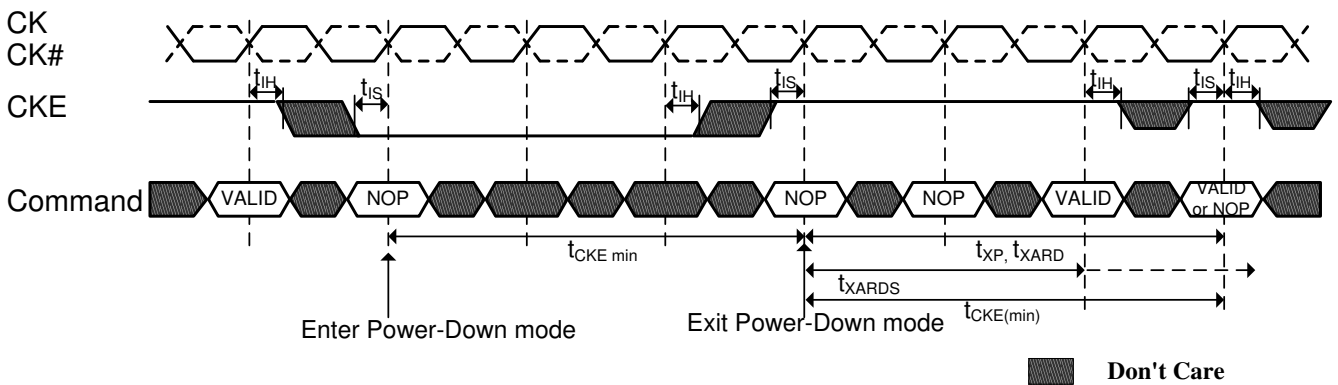 CK
CK#
tIH
tIS
tIH
tIS
tIH
tIS
tIH
CKE
Command
VALID
NOP
NOP
NOP
VALID
VALID
or NOP
tCKE min
tXP, tXARD
tXARDS
tCKE(min)
Enter Power-Down mode
Exit Power-Down mode
Don't Care